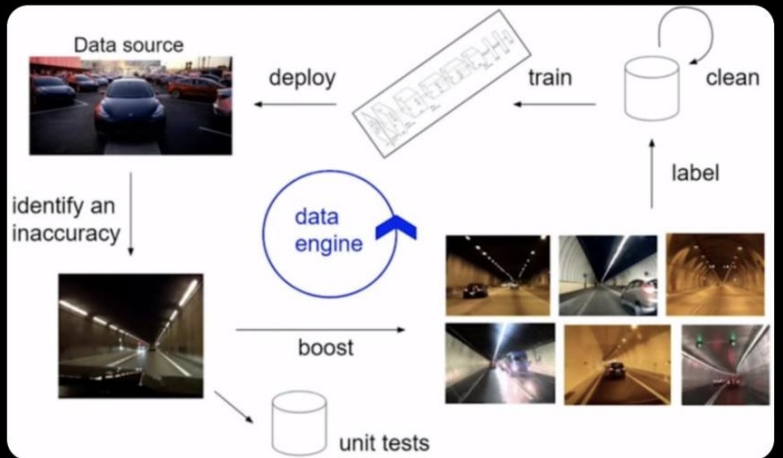 Data source
deploy
train
clean
label
identify an
inaccuracy
data
engine
boost
unit tests